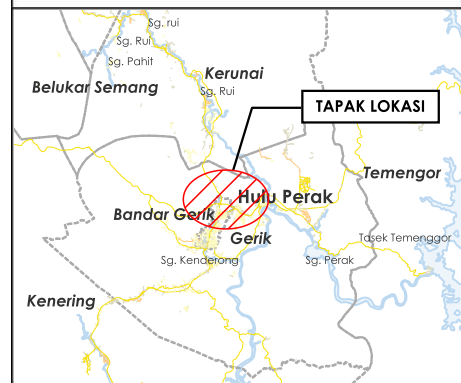 Sg. rui
Sg. Rui
Sg. Pahit
Kerunai
Belukar Semang
Sg. Rui
TAPAK LOKASI
Temengor
Hulu Perak
Bandar Gerik
Gerik
Tasek Temenggor
Sg. Kenderong
Sg. Perak
Kenering